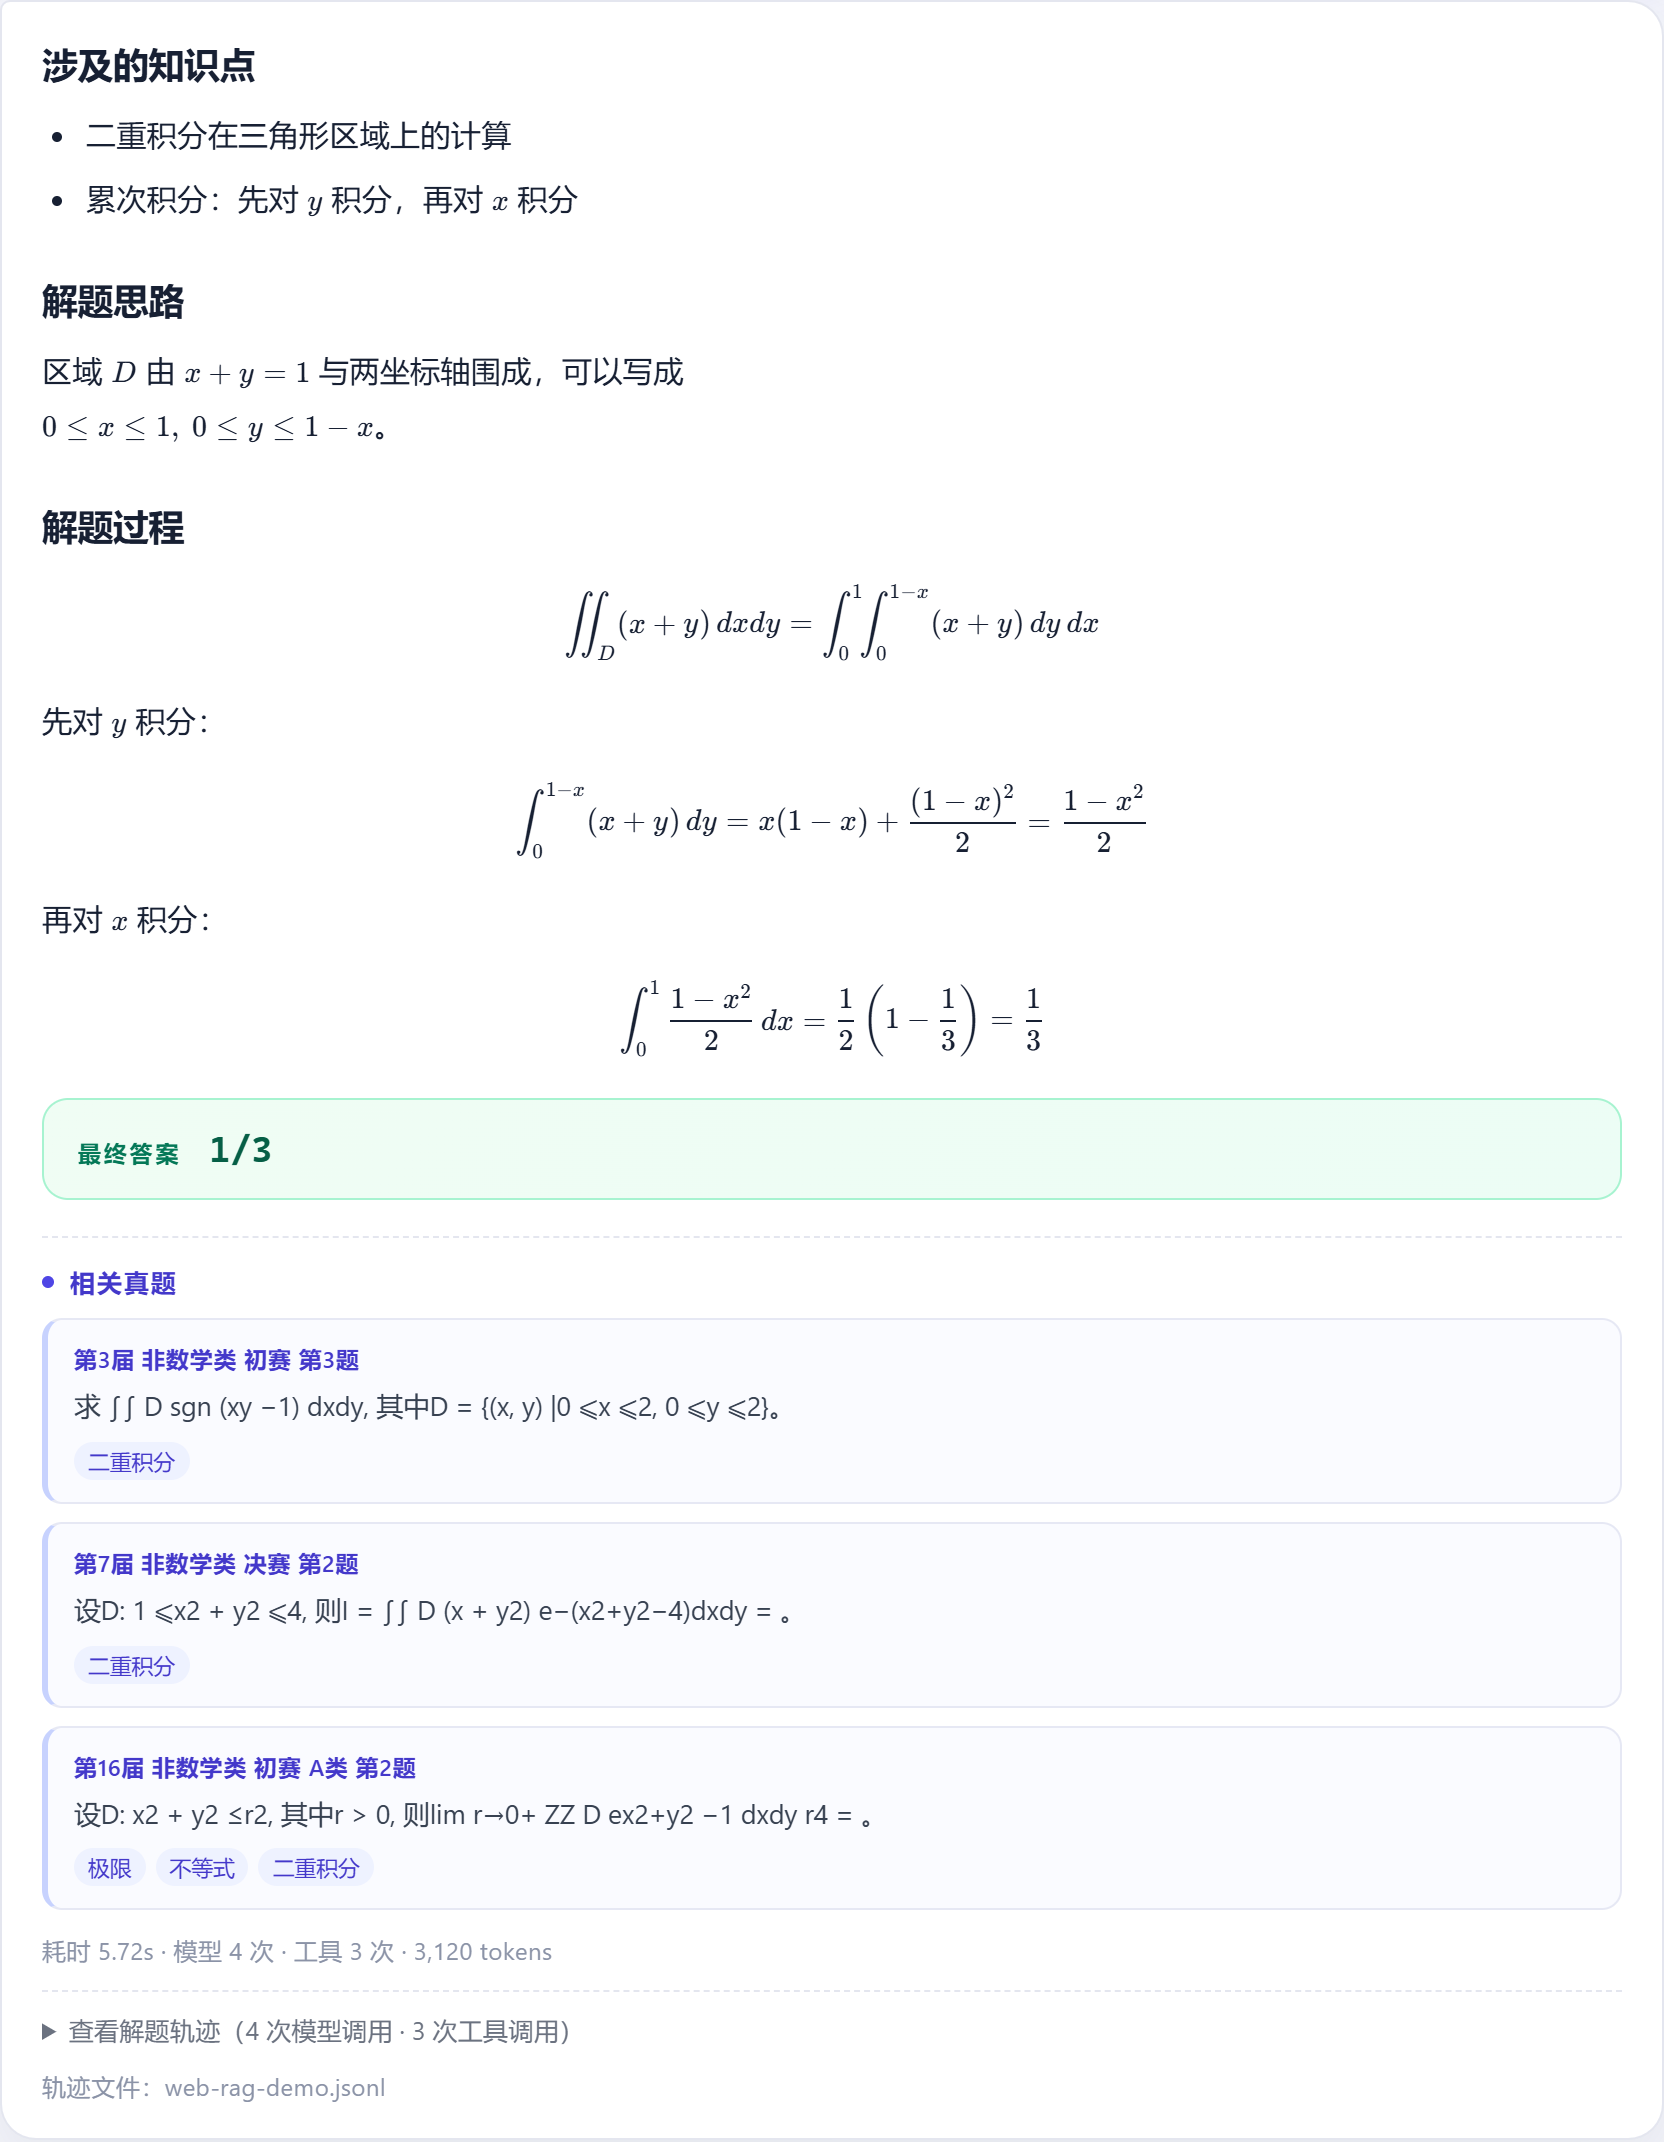 涉及的知识点
• 二重积分在三角形区域上的计算
• 累次积分：先对 y 积分，再对 x 积分
解题思路
区域 D 由 x + y = 1 与两坐标轴围成，可以写成
0 ≤ x ≤ 1, 0 ≤ y ≤ 1 − x。
解题过程
∬_D (x + y) dxdy = ∫_0^1 ∫_0^{1−x} (x + y) dy dx
先对 y 积分：
∫_0^{1−x} (x + y) dy = x(1 − x) + (1 − x)²/2 = (1 − x²)/2
再对 x 积分：
∫_0^1 (1 − x²)/2 dx = 1/2 (1 − 1/3) = 1/3
最终答案 1/3
• 相关真题
第3届 非数学类 初赛 第3题
求 ∫∫ D sgn (xy −1) dxdy, 其中D = {(x, y) |0 ⩽x ⩽2, 0 ⩽y ⩽2}。
二重积分
第7届 非数学类 决赛 第2题
设D: 1 ⩽x2 + y2 ⩽4, 则I = ∫∫ D (x + y2) e−(x2+y2−4)dxdy = 。
二重积分
第16届 非数学类 初赛 A类 第2题
设D: x2 + y2 ≤r2, 其中r > 0, 则lim r→0+ ZZ D ex2+y2 −1 dxdy r4 = 。
极限 不等式 二重积分
耗时 5.72s · 模型 4 次 · 工具 3 次 · 3,120 tokens
▶ 查看解题轨迹（4 次模型调用 · 3 次工具调用）
轨迹文件：web-rag-demo.jsonl